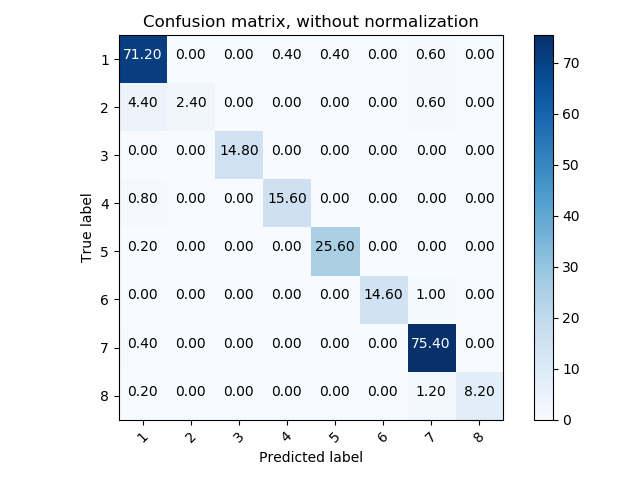 Confusion matrix, without normalization
1 71.20 0.00 0.00 0.40 0.40 0.00 0.60 0.00
2 4.40 2.40 0.00 0.00 0.00 0.00 0.60 0.00
3 0.00 0.00 14.80 0.00 0.00 0.00 0.00 0.00
4 0.80 0.00 0.00 15.60 0.00 0.00 0.00 0.00
5 0.20 0.00 0.00 0.00 25.60 0.00 0.00 0.00
6 0.00 0.00 0.00 0.00 0.00 14.60 1.00 0.00
7 0.40 0.00 0.00 0.00 0.00 0.00 75.40 0.00
8 0.20 0.00 0.00 0.00 0.00 0.00 1.20 8.20
1 2 3 4 5 6 7 8
Predicted label
True label
70
60
50
40
30
20
10
0